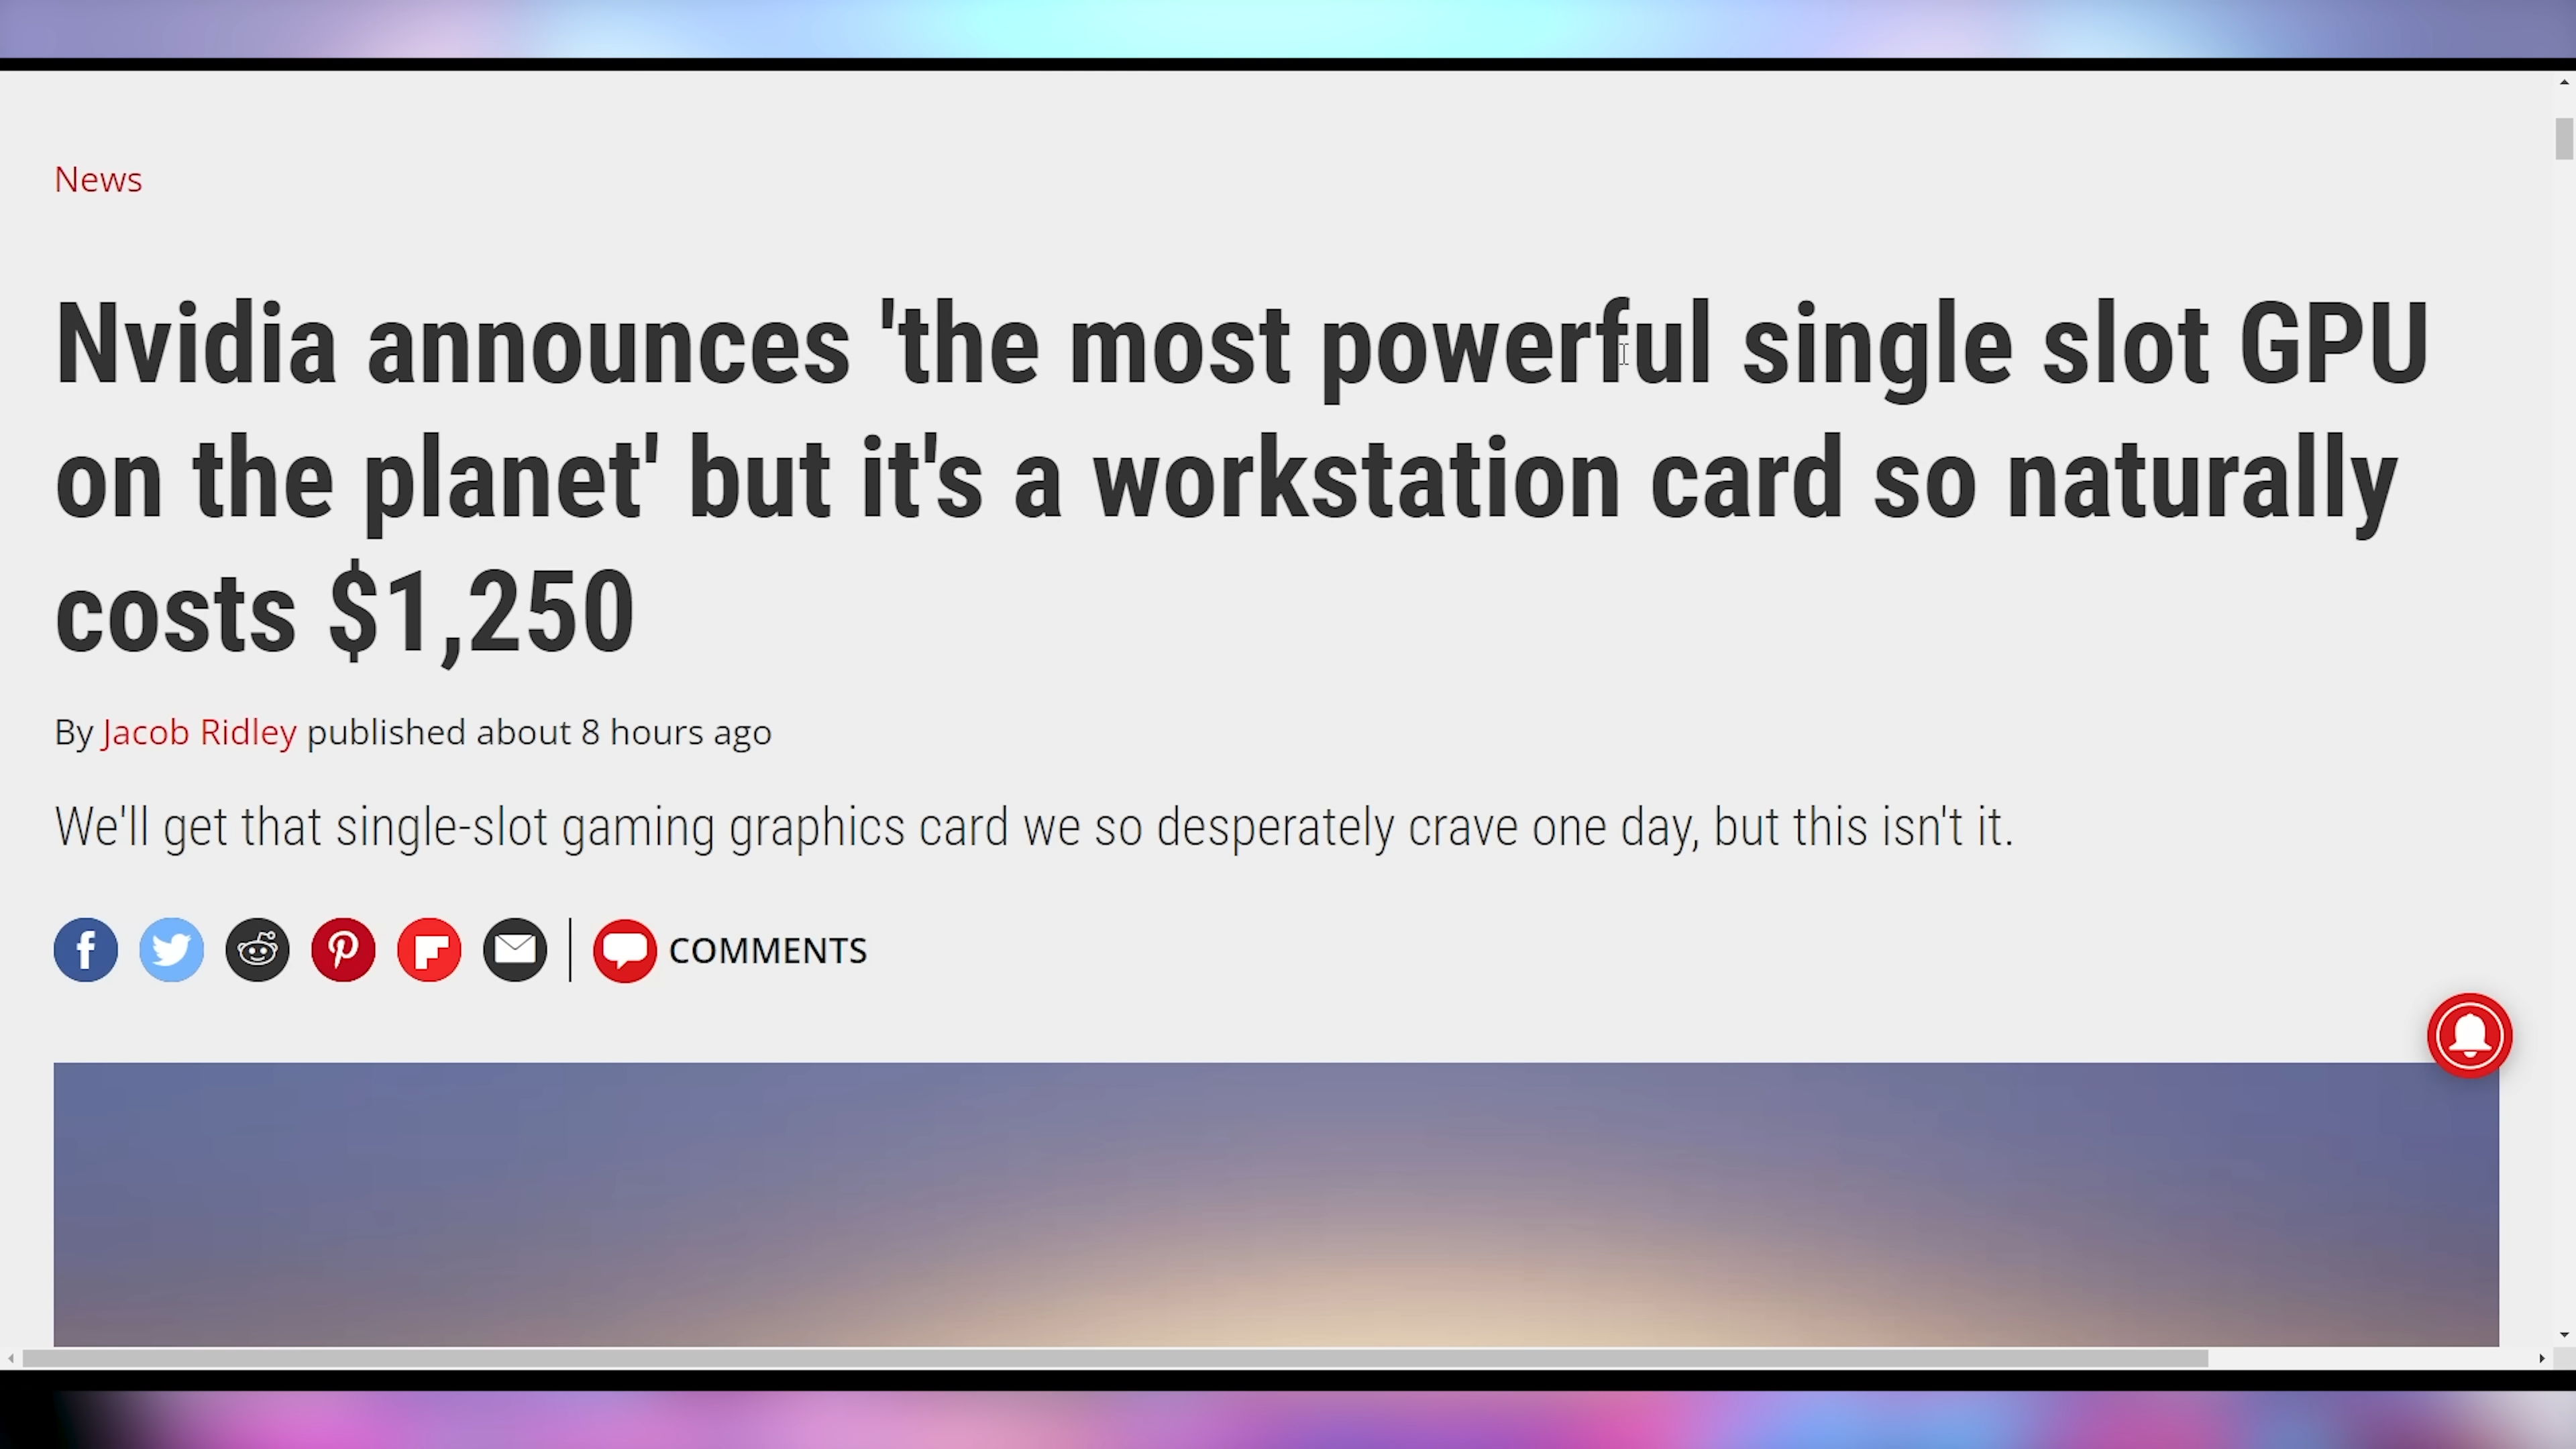 News
Nvidia announces 'the most powerful single slot GPU
on the planet' but it's a workstation card so naturally
costs $1,250
By Jacob Ridley published about 8 hours ago
We'll get that single-slot gaming graphics card we so desperately crave one day, but this isn't it.
COMMENTS